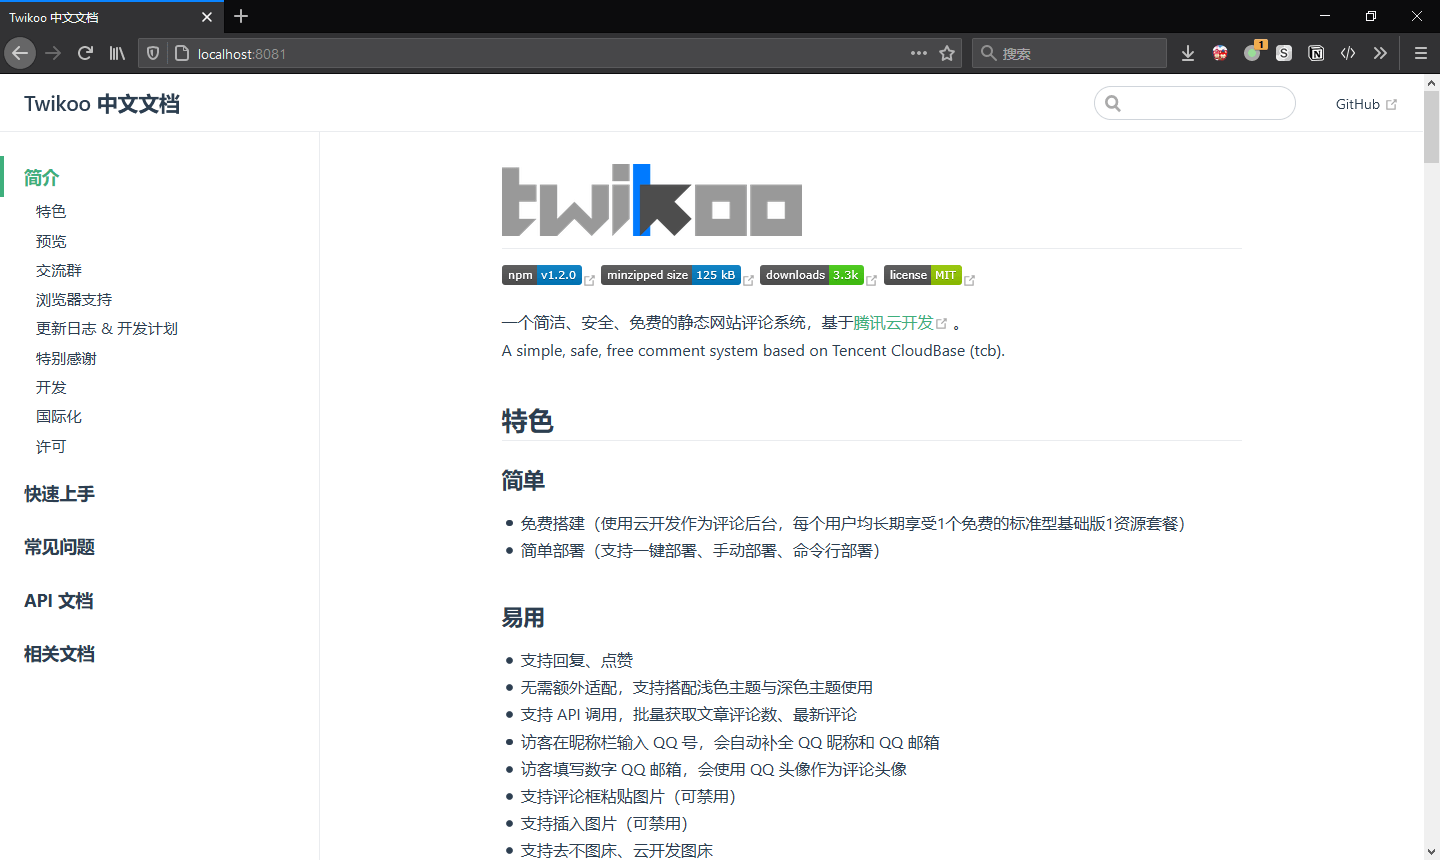 Twikoo 中文文档
localhost:8081
搜索
1
S
Twikoo 中文文档
GitHub
简介
特色
预览
交流群
浏览器支持
更新日志 & 开发计划
特别感谢
开发
国际化
许可
快速上手
常见问题
API 文档
相关文档
twikoo
npm v1.2.0
minzipped size 125 kB
downloads 3.3k
license MIT
一个简洁、安全、免费的静态网站评论系统，基于腾讯云开发 。
A simple, safe, free comment system based on Tencent CloudBase (tcb).
特色
简单
免费搭建（使用云开发作为评论后台，每个用户均长期享受1个免费的标准型基础版1资源套餐）
简单部署（支持一键部署、手动部署、命令行部署）
易用
支持回复、点赞
无需额外适配，支持搭配浅色主题与深色主题使用
支持 API 调用，批量获取文章评论数、最新评论
访客在昵称栏输入 QQ 号，会自动补全 QQ 昵称和 QQ 邮箱
访客填写数字 QQ 邮箱，会使用 QQ 头像作为评论头像
支持评论框粘贴图片（可禁用）
支持插入图片（可禁用）
支持去不图床、云开发图床